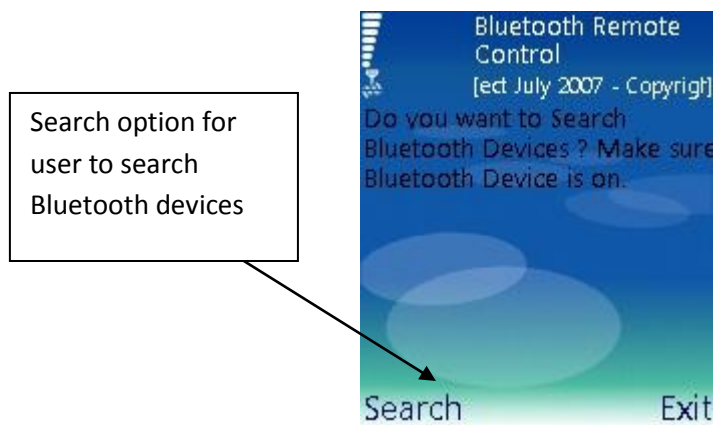 Search option for
user to search
Bluetooth devices
Bluetooth Remote
Control
[ect July 2007 - Copyright]
Do you want to Search
Bluetooth Devices ? Make sure
Bluetooth Device is on.
Search
Exit